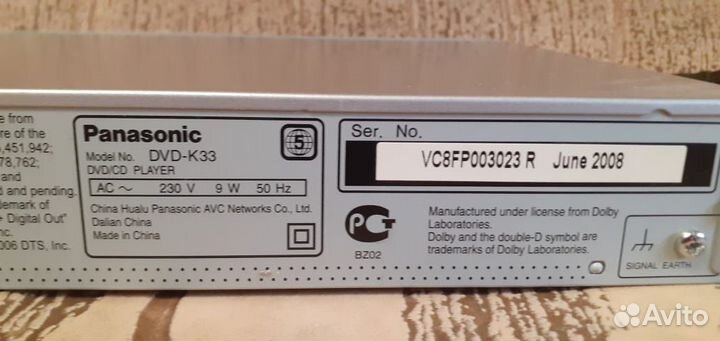 e from
re of the
,451,942;
78,762;
and
d and pending.
demark of
+ Digital Out"
nc.
006 DTS, Inc.
Panasonic
5
Model No. DVD-K33
DVD/CD PLAYER
AC ~ 230 V 9 W 50 Hz
China Hualu Panasonic AVC Networks Co., Ltd.
Dalian China
Made in China
Ser. No.
VC8FP003023 R June 2008
РСТ
BZ02
Manufactured under license from Dolby
Laboratories.
Dolby and the double-D symbol are
trademarks of Dolby Laboratories.
SIGNAL EARTH
Avito